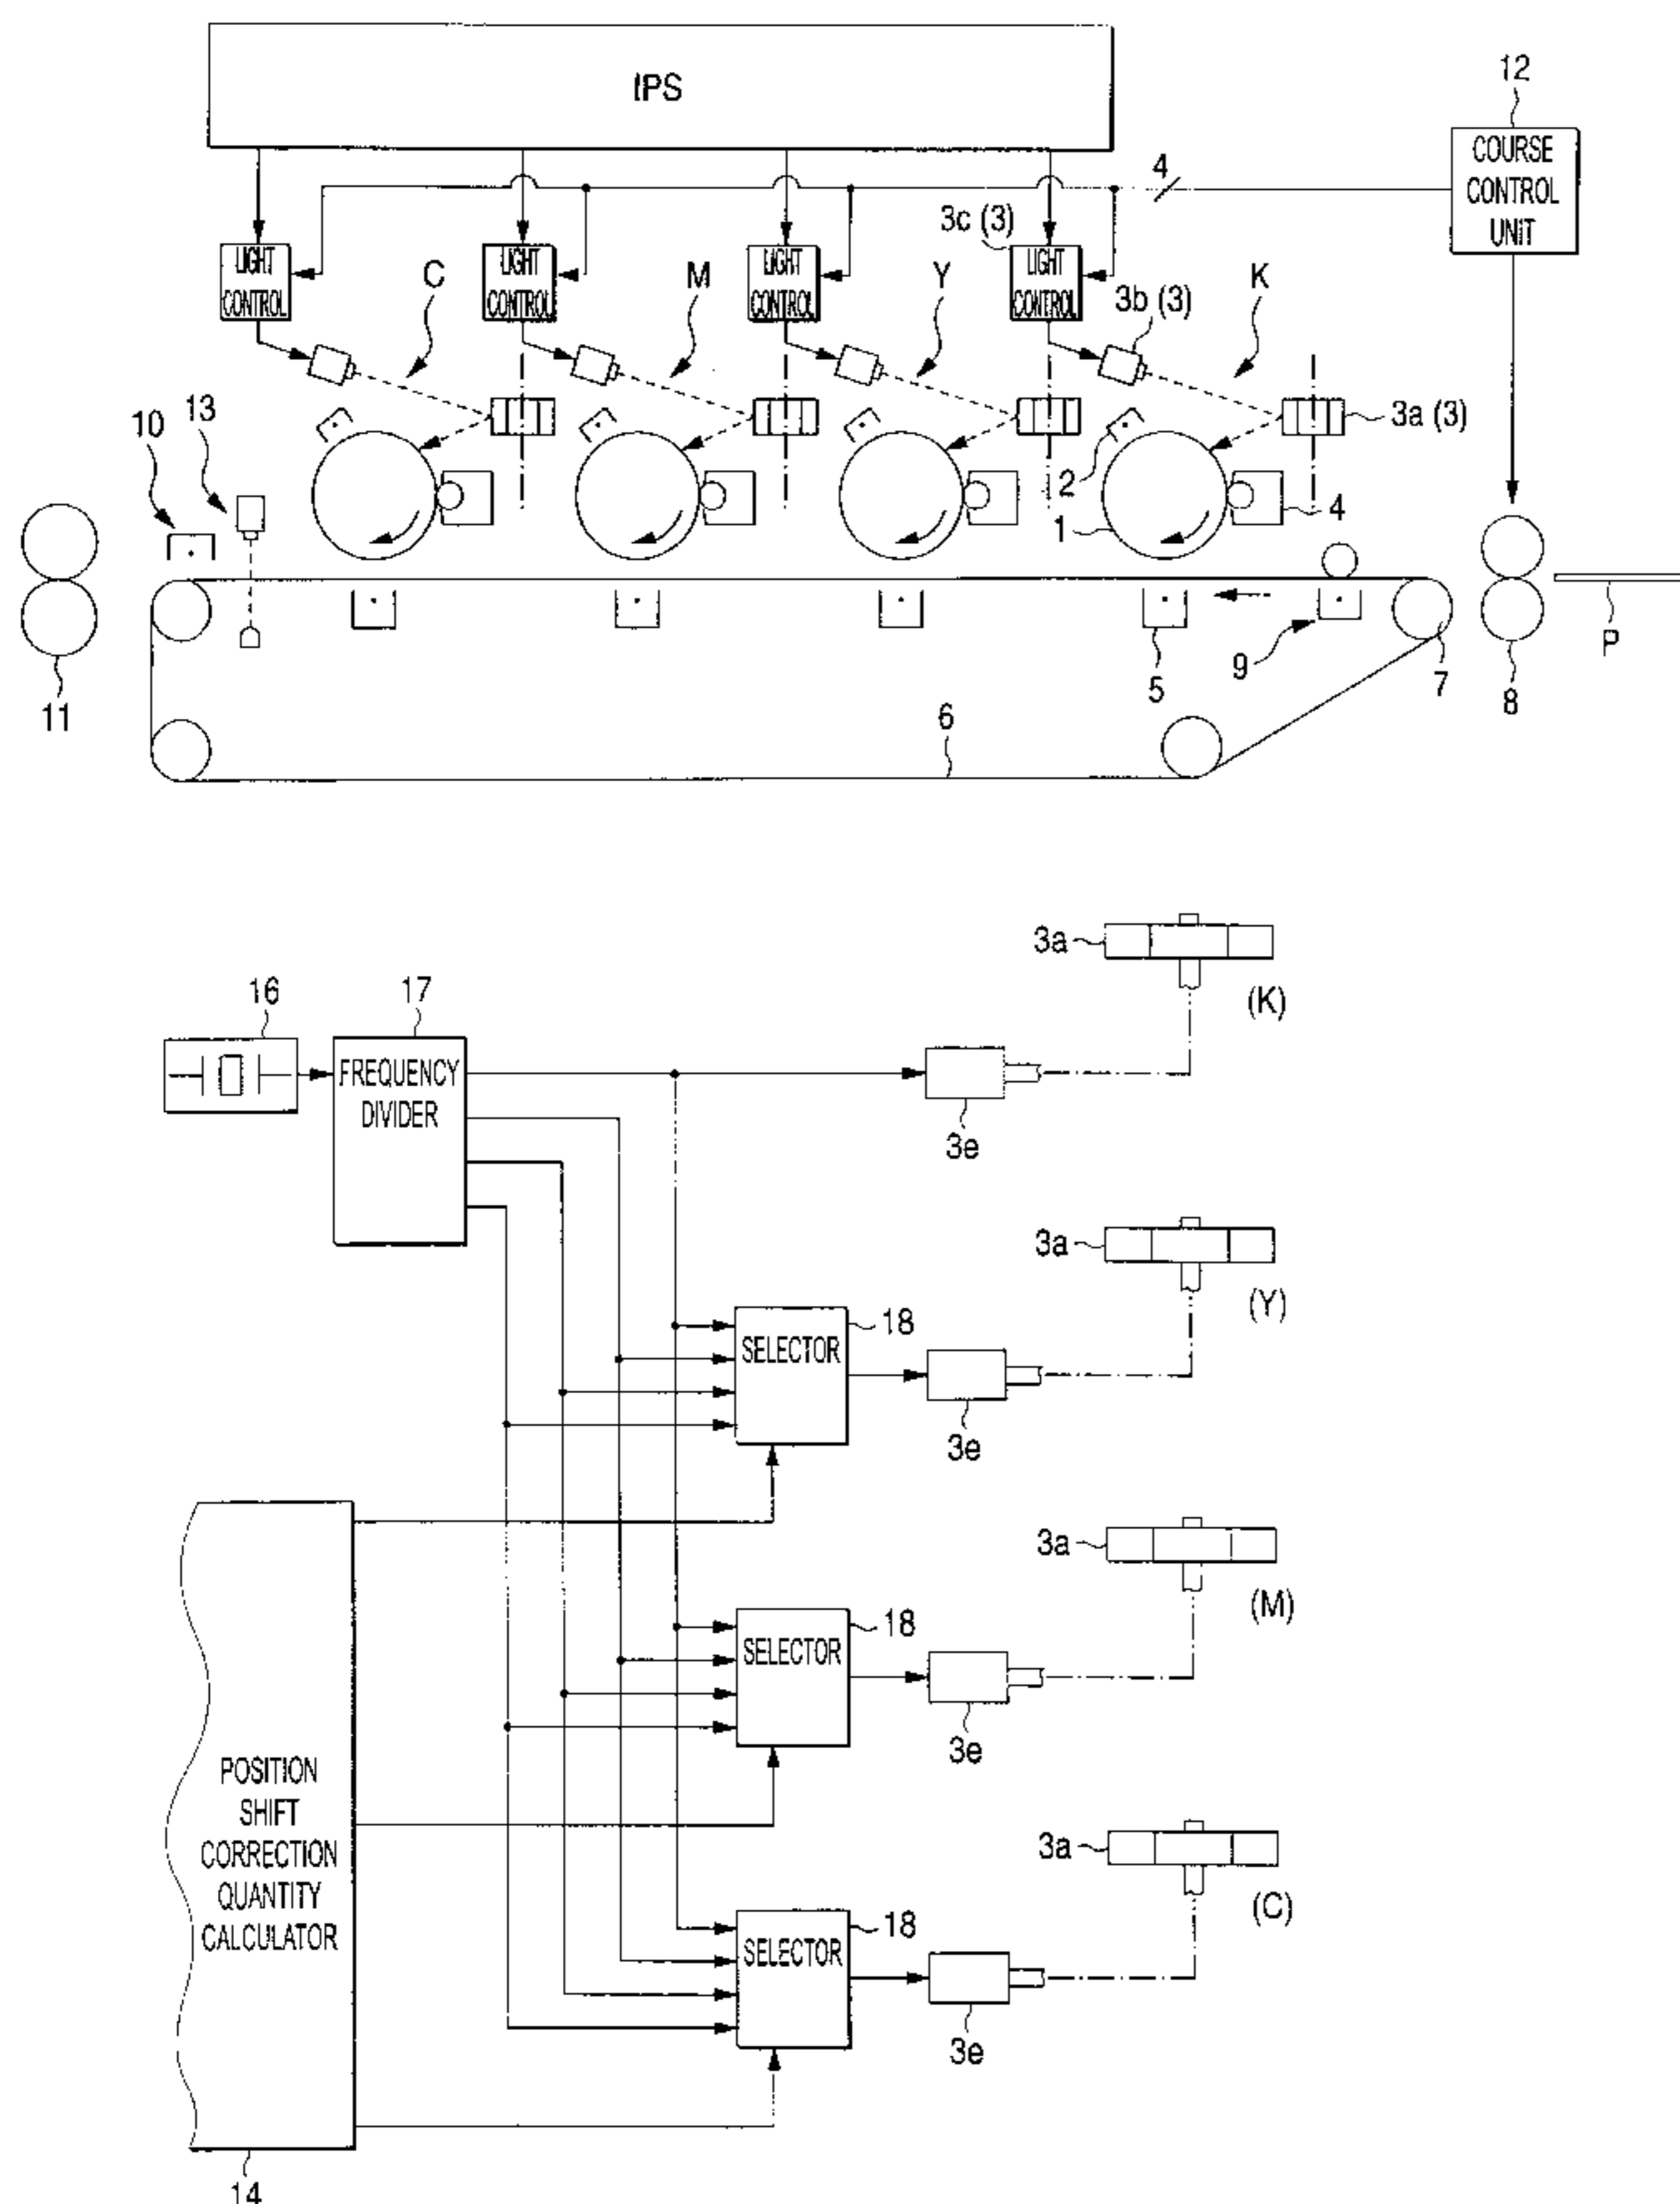 IPS
12
COURSE
CONTROL
UNIT
4
3c (3)
LIGHT
CONTROL
C
LIGHT
CONTROL
M
LIGHT
CONTROL
Y
LIGHT
CONTROL
3b (3)
K
10
13
3a (3)
2
1
4
11
5
9
7
8
P
6
3a
(K)
16
17
FREQUENCY
DIVIDER
3e
3a
(Y)
18
SELECTOR
3e
3a
(M)
18
SELECTOR
3e
POSITION
SHIFT
CORRECTION
QUANTITY
CALCULATOR
3a
(C)
18
SELECTOR
3e
14